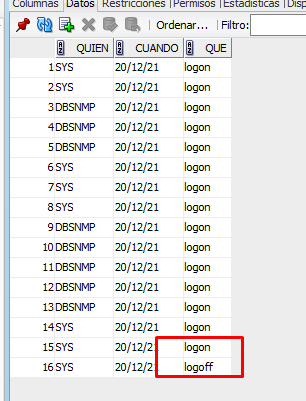 Columnas Datos Restricciones Permisos Estadísticas Disp
Ordenar... Filtro:
QUIEN CUANDO QUE
1 SYS 20/12/21 logon
2 SYS 20/12/21 logon
3 DBSNMP 20/12/21 logon
4 DBSNMP 20/12/21 logon
5 DBSNMP 20/12/21 logon
6 SYS 20/12/21 logon
7 SYS 20/12/21 logon
8 SYS 20/12/21 logon
9 DBSNMP 20/12/21 logon
10 DBSNMP 20/12/21 logon
11 DBSNMP 20/12/21 logon
12 DBSNMP 20/12/21 logon
13 DBSNMP 20/12/21 logon
14 SYS 20/12/21 logon
15 SYS 20/12/21 logon
16 SYS 20/12/21 logoff